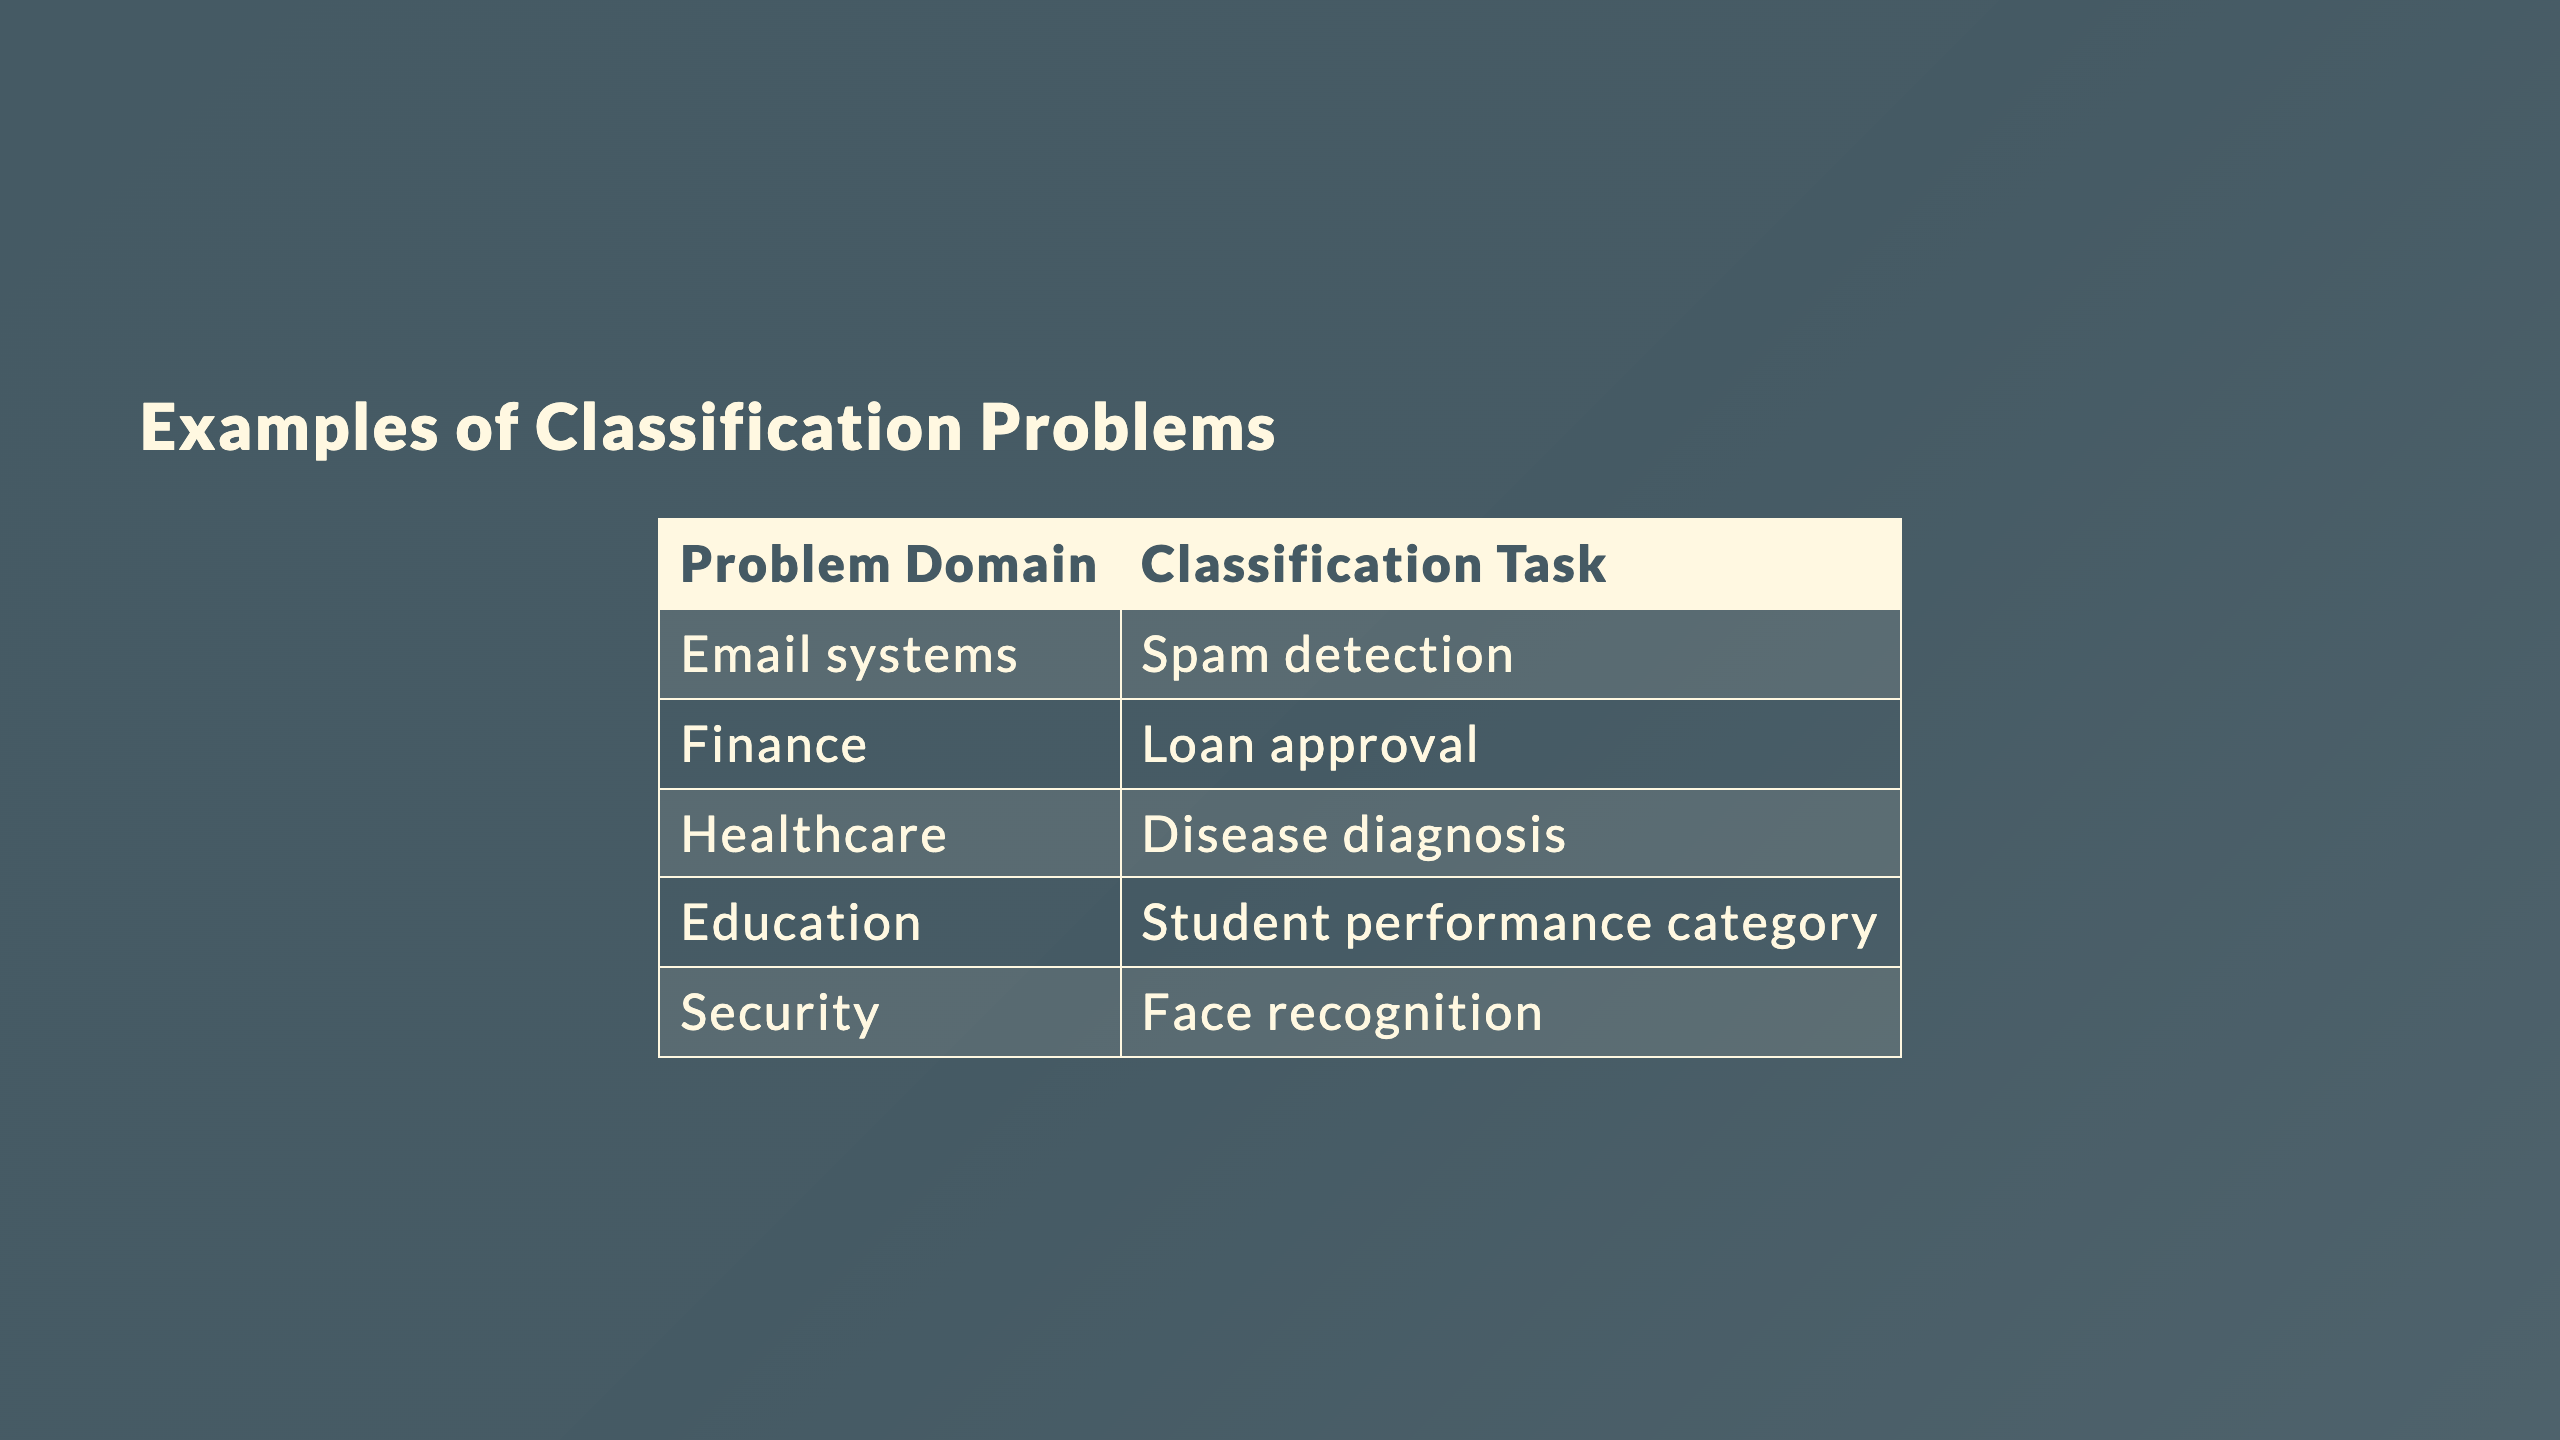 Examples of Classification Problems
Problem Domain Classification Task
Email systems Spam detection
Finance Loan approval
Healthcare Disease diagnosis
Education Student performance category
Security Face recognition